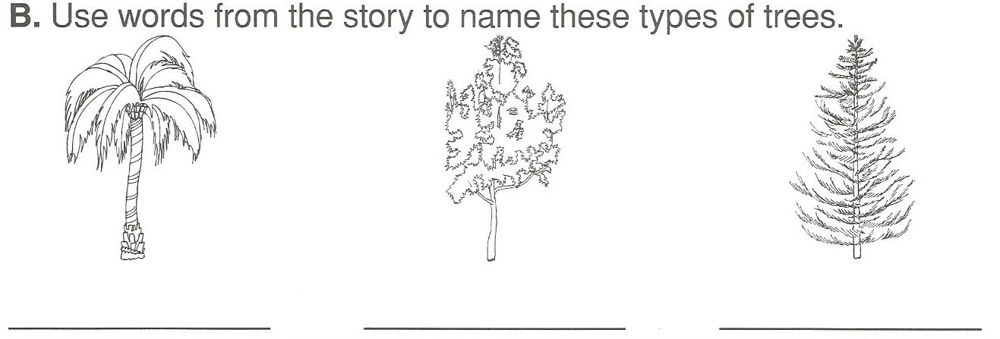 B. Use words from the story to name these types of trees.